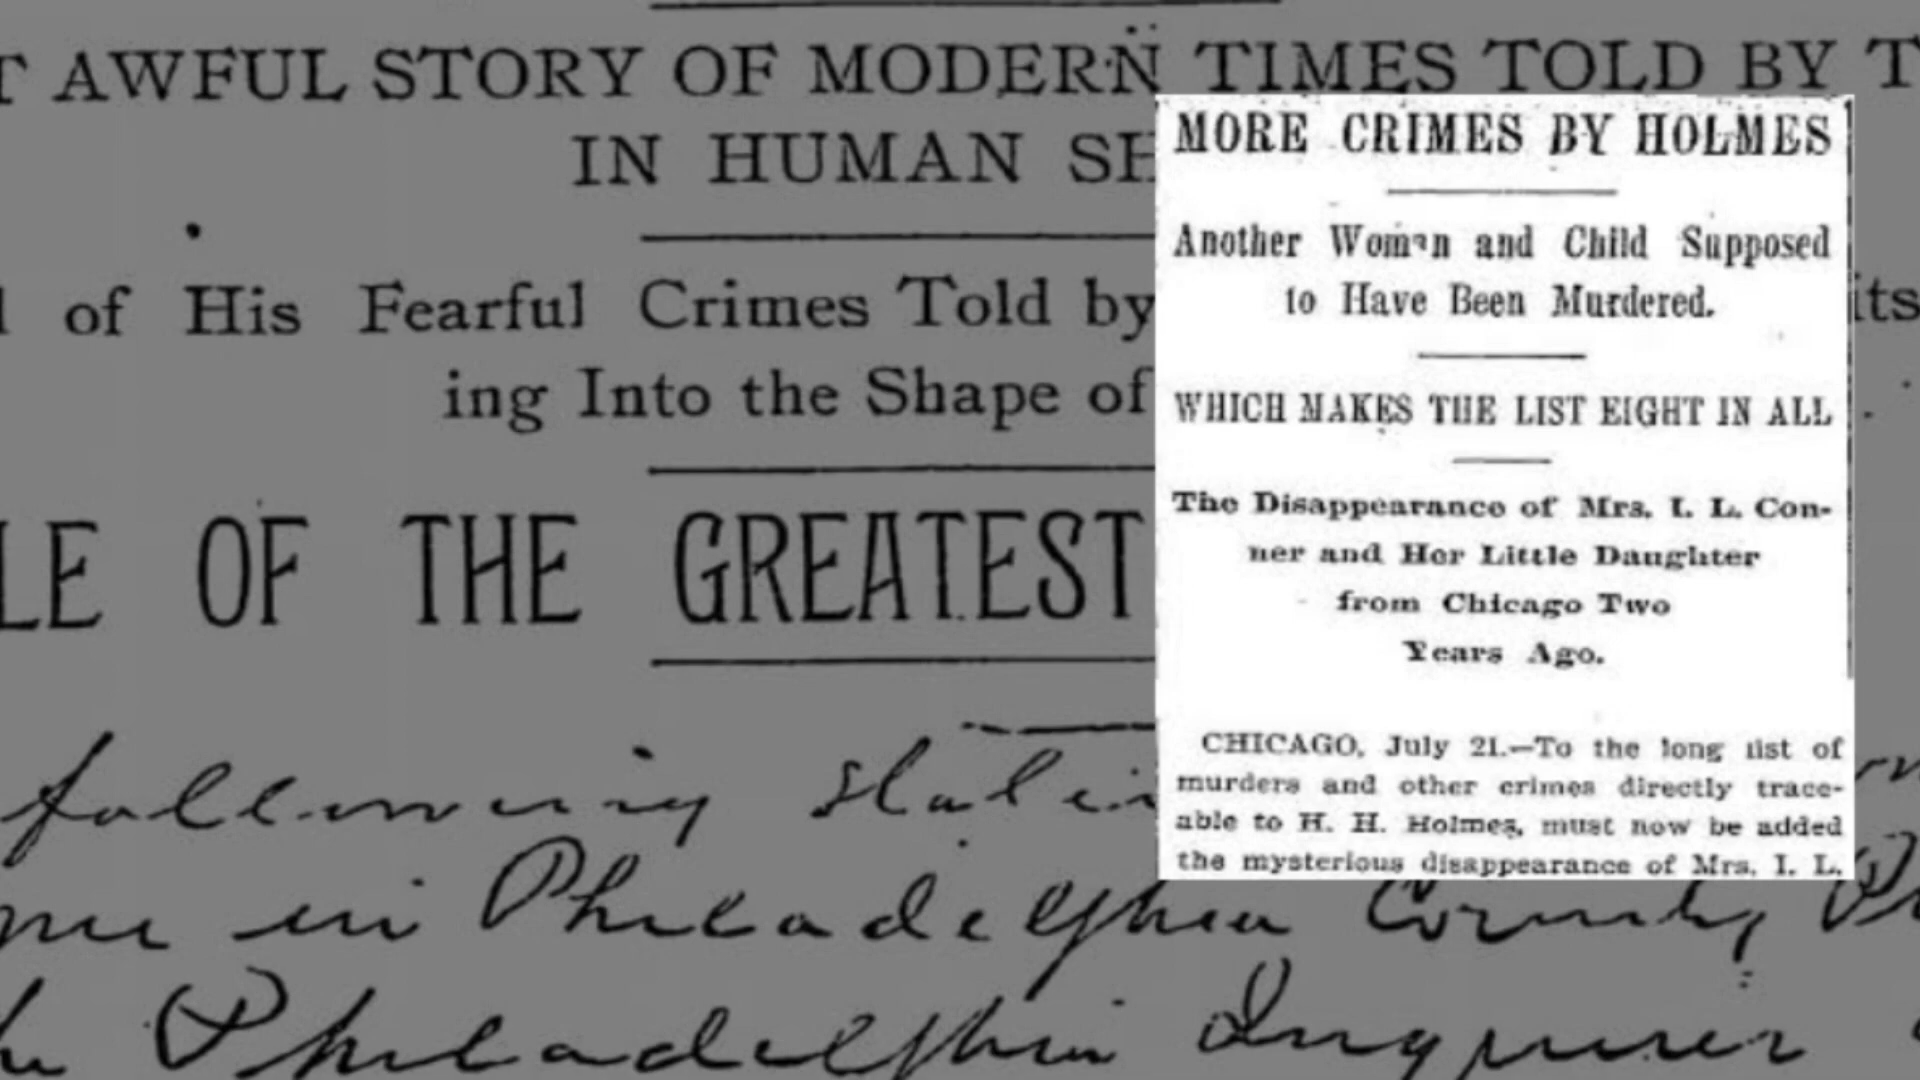 T AWFUL STORY OF MODERN TIMES TOLD BY T
IN HUMAN SH
of His Fearful Crimes Told by
its
ing Into the Shape of
LE OF THE GREATEST
following
in Philadelphia County
Philadelphia Inquirer
MORE CRIMES BY HOLMES
Another Woman and Child Supposed
to Have Been Murdered.
WHICH MAKES THE LIST EIGHT IN ALL
The Disappearance of Mrs. I. L. Con-
ner and Her Little Daughter
from Chicago Two
Years Ago.
CHICAGO, July 21.—To the long list of
murders and other crimes directly trace-
able to H. H. Holmes, must now be added
the mysterious disappearance of Mrs. I. L.